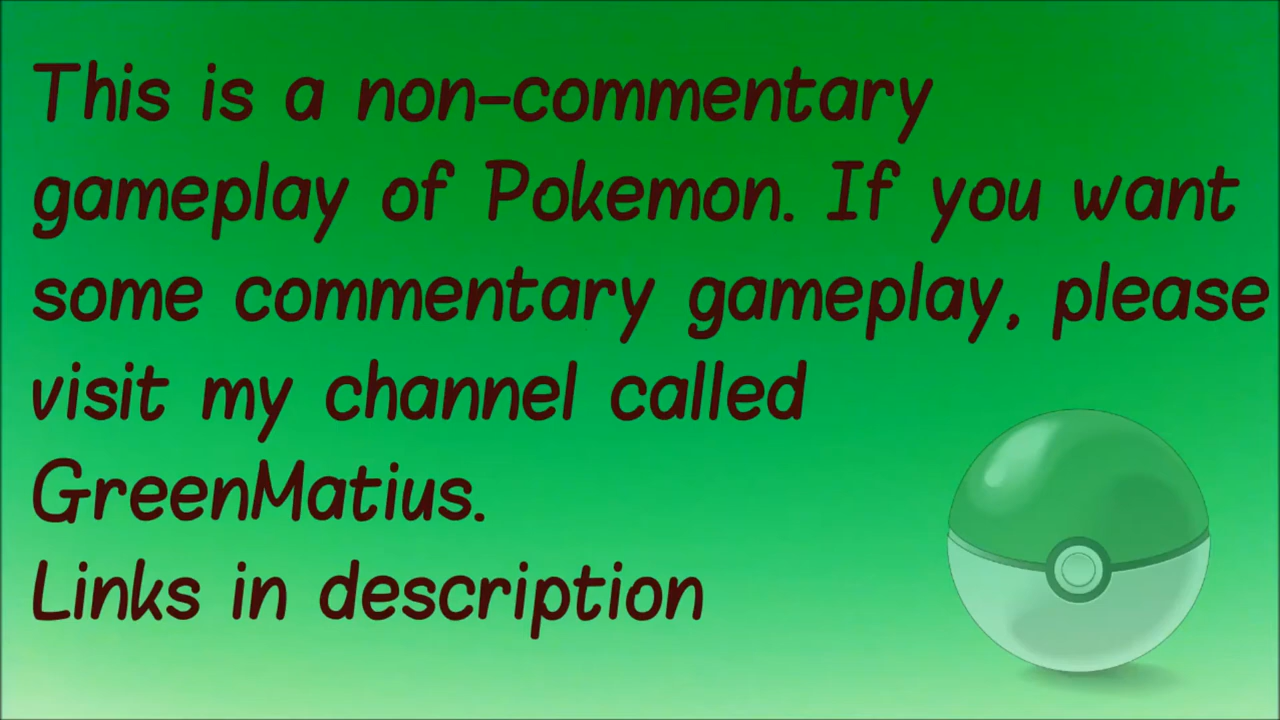 This is a non-commentary
gameplay of Pokemon. If you want
some commentary gameplay, please
visit my channel called
GreenMatius.
Links in description